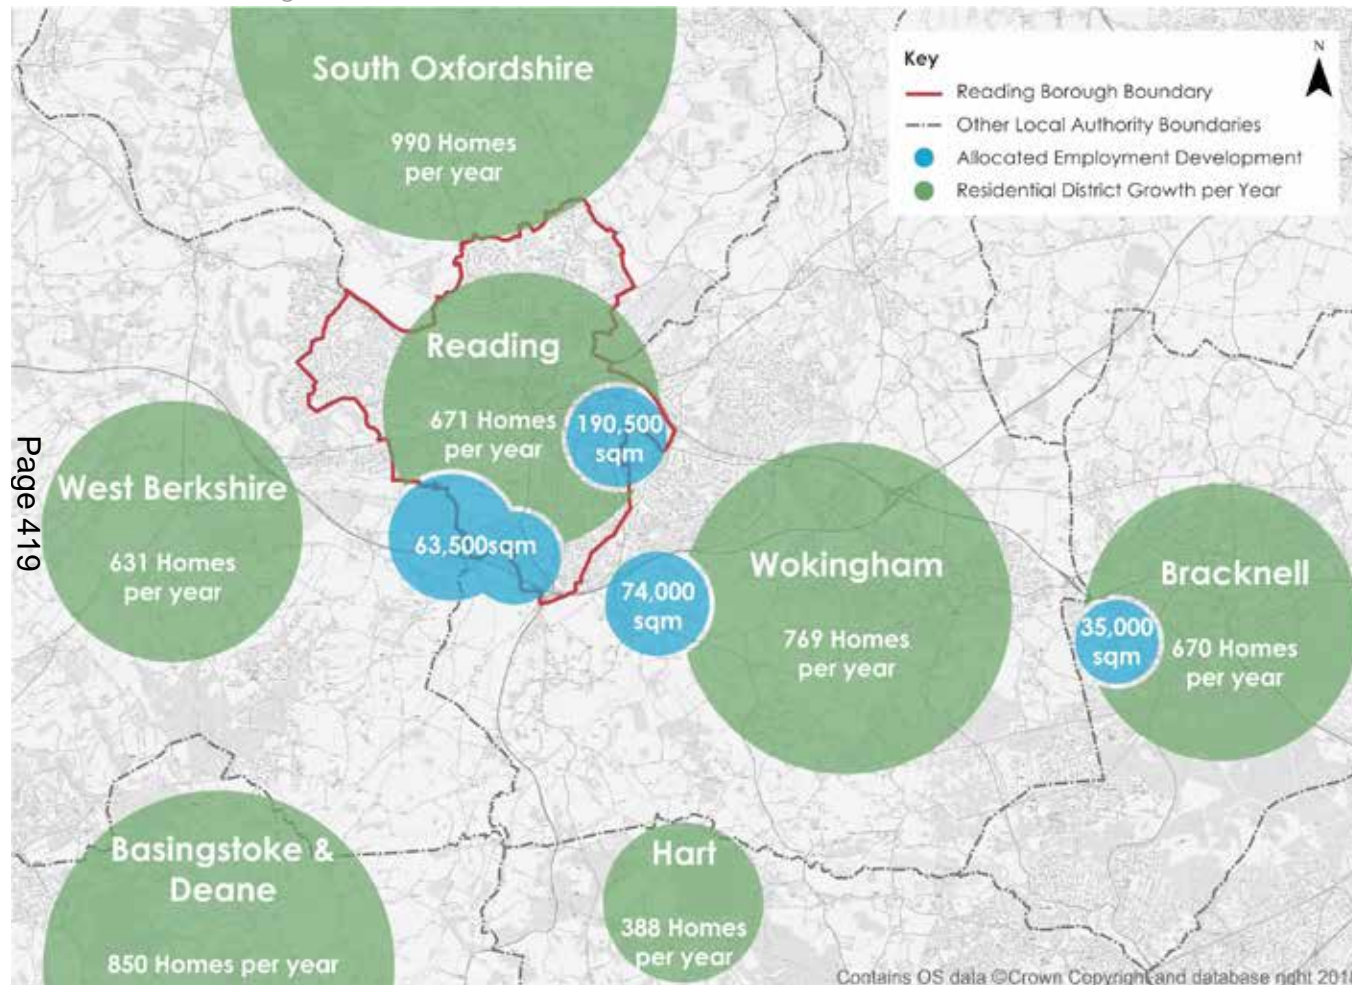 South Oxfordshire
990 Homes
per year
Key
N
Reading Borough Boundary
Other Local Authority Boundaries
Allocated Employment Development
Residential District Growth per Year
Reading
671 Homes
per year
190,500
sqm
63,500sqm
West Berkshire
631 Homes
per year
74,000
sqm
Wokingham
769 Homes
per year
Bracknell
35,000
sqm
670 Homes
per year
Basingstoke &
Deane
850 Homes per year
Hart
388 Homes
per year
Page 419
Contains OS data ©Crown Copyright and database right 201